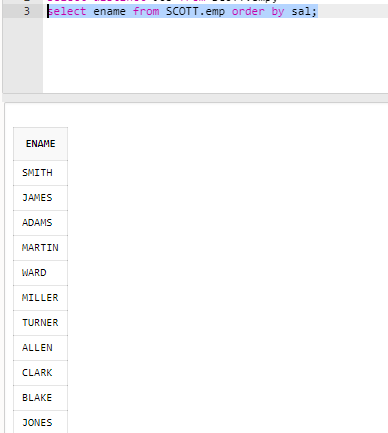 3 select ename from SCOTT.emp order by sal;
ENAME
SMITH
JAMES
ADAMS
MARTIN
WARD
MILLER
TURNER
ALLEN
CLARK
BLAKE
JONES